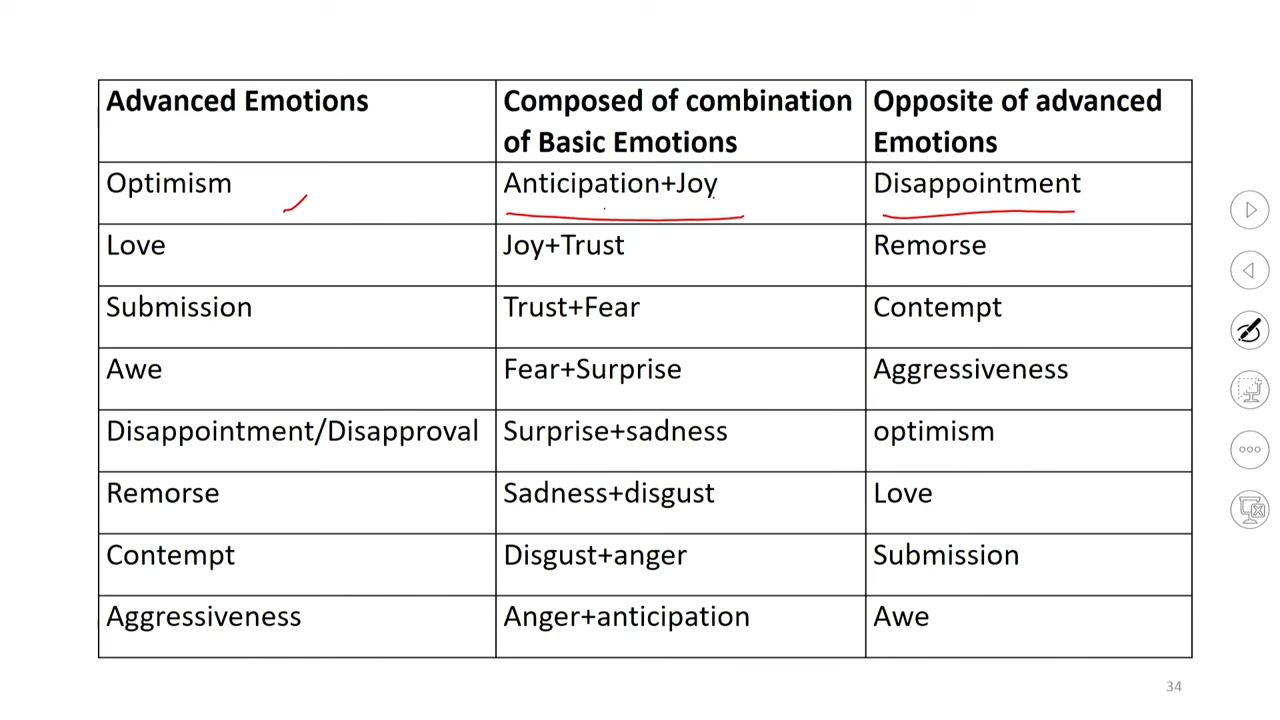 Advanced Emotions
Composed of combination
of Basic Emotions
Opposite of advanced
Emotions
Optimism
Anticipation+Joy
Disappointment
Love
Joy+Trust
Remorse
Submission
Trust+Fear
Contempt
Awe
Fear+Surprise
Aggressiveness
Disappointment/Disapproval
Surprise+sadness
optimism
Remorse
Sadness+disgust
Love
Contempt
Disgust+anger
Submission
Aggressiveness
Anger+anticipation
Awe
34